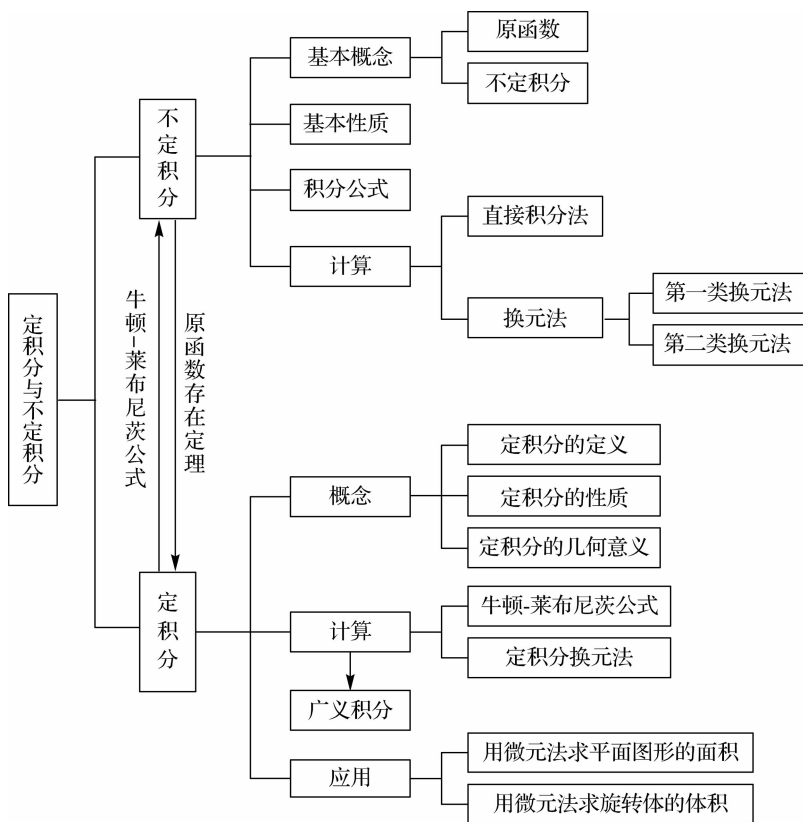 定积分与不定积分
不定积分
基本概念
原函数
不定积分
基本性质
积分公式
计算
直接积分法
换元法
第一类换元法
第二类换元法
牛顿-莱布尼茨公式
原函数存在定理
定积分
概念
定积分的定义
定积分的性质
定积分的几何意义
计算
牛顿-莱布尼茨公式
定积分换元法
广义积分
应用
用微元法求平面图形的面积
用微元法求旋转体的体积